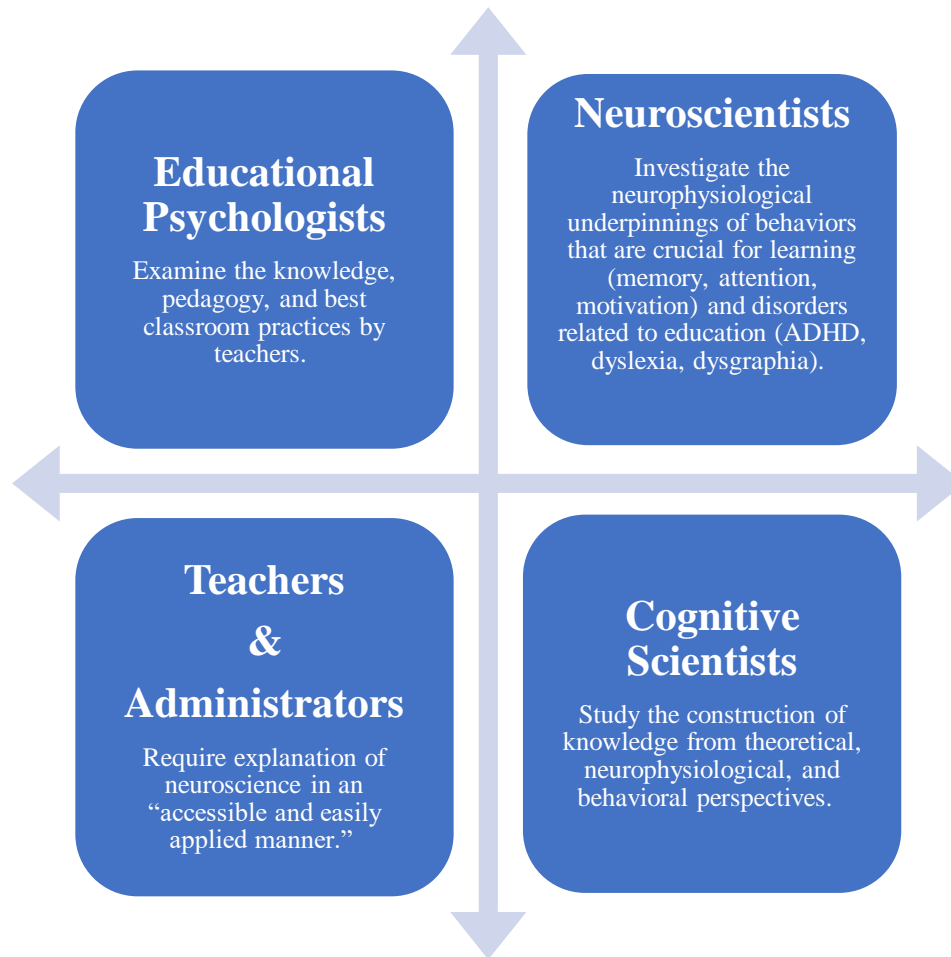 Educational
Psychologists
Examine the knowledge,
pedagogy, and best
classroom practices by
teachers.
Neuroscientists
Investigate the
neurophysiological
underpinnings of behaviors
that are crucial for learning
(memory, attention,
motivation) and disorders
related to education (ADHD,
dyslexia, dysgraphia).
Teachers
&
Administrators
Require explanation of
neuroscience in an
“accessible and easily
applied manner.”
Cognitive
Scientists
Study the construction of
knowledge from theoretical,
neurophysiological, and
behavioral perspectives.